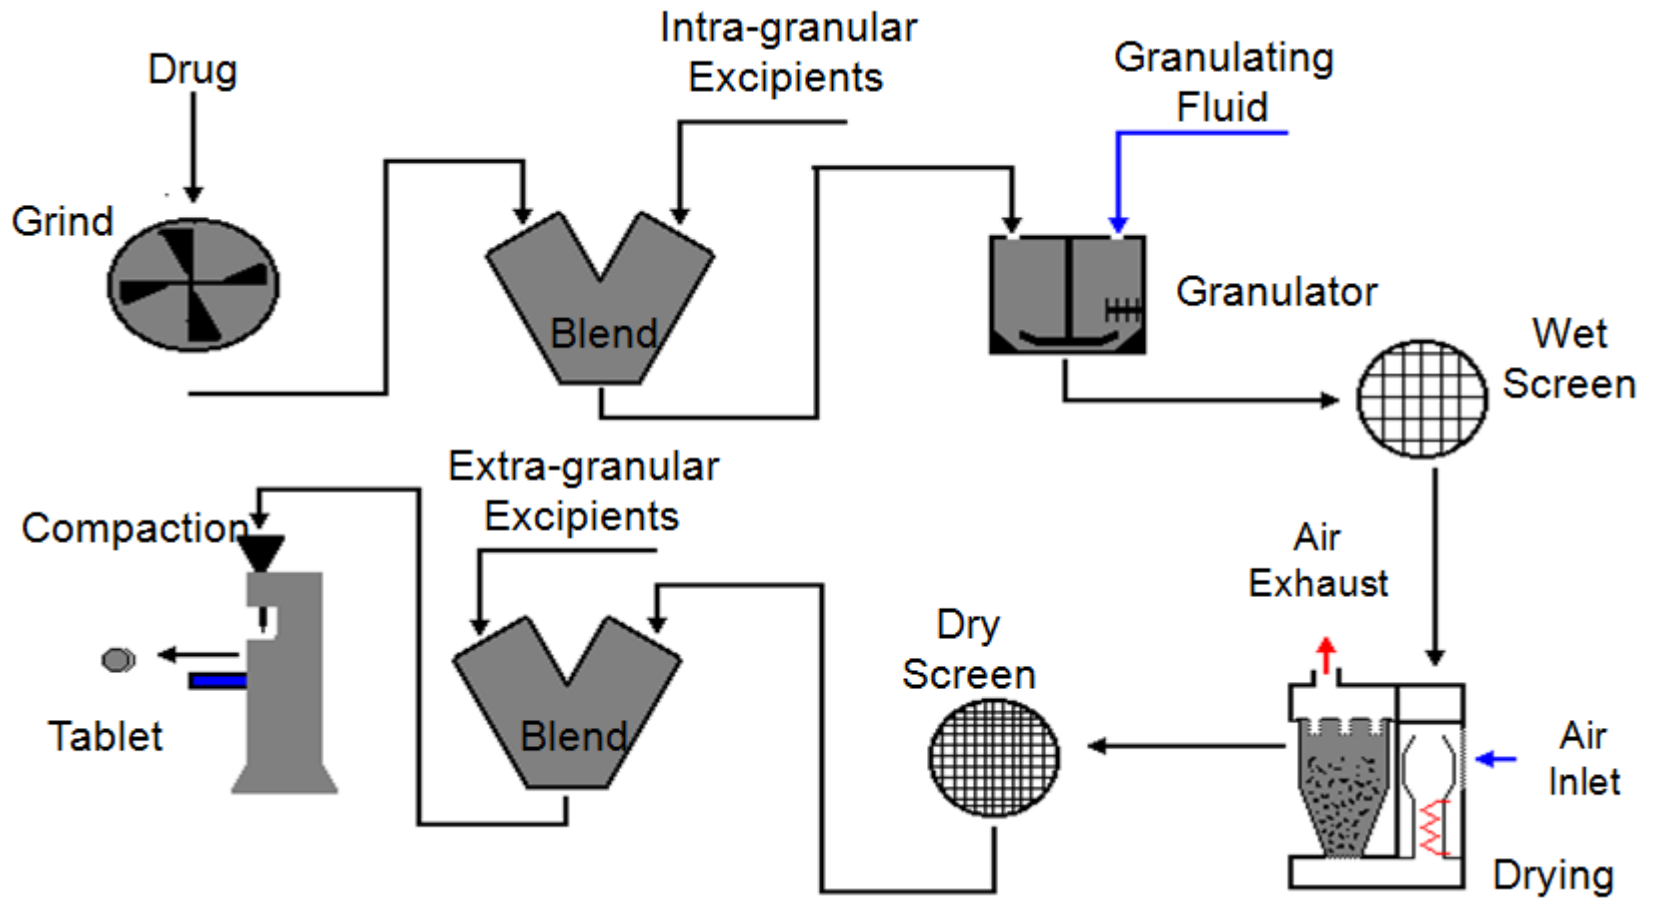 Drug
Grind
Intra-granular
Excipients
Blend
Granulating
Fluid
Granulator
Wet
Screen
Air
Exhaust
Air
Inlet
Drying
Dry
Screen
Extra-granular
Excipients
Blend
Compaction
Tablet